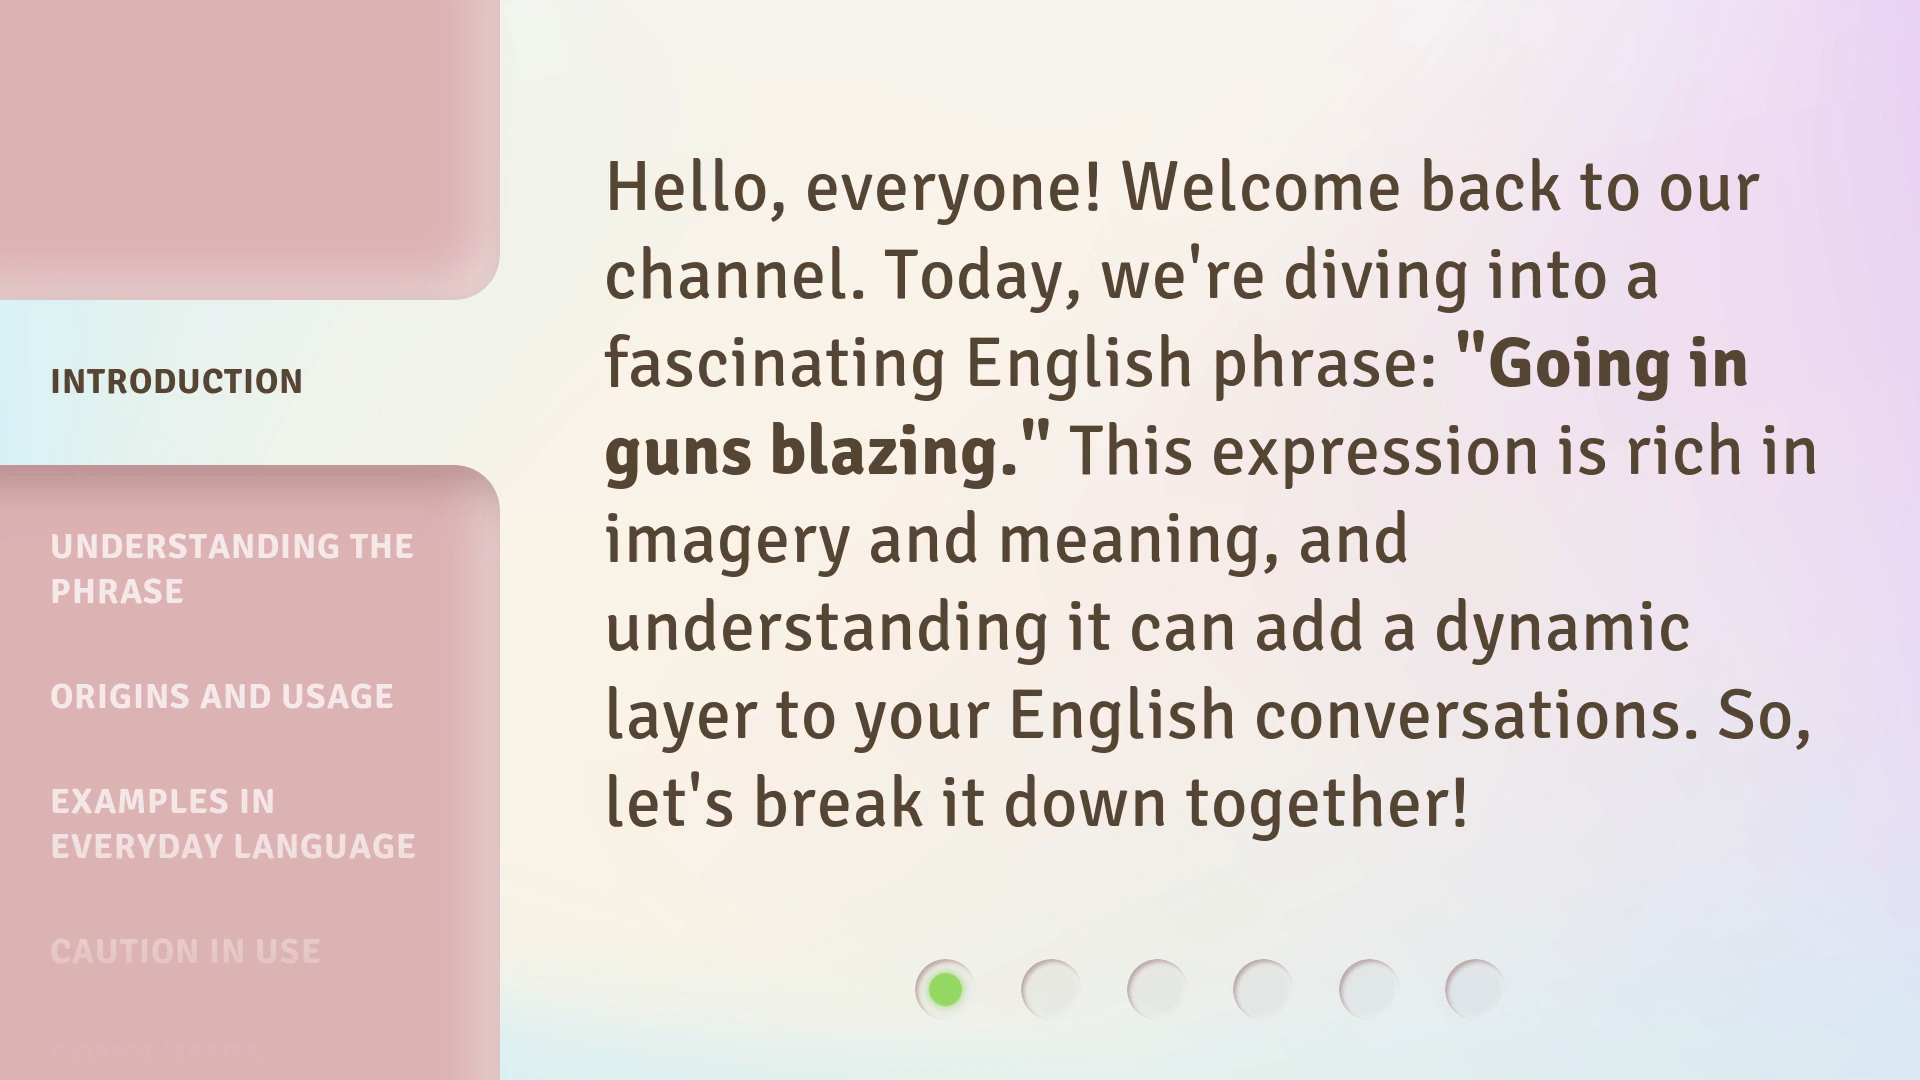 INTRODUCTION
UNDERSTANDING THE
PHRASE
ORIGINS AND USAGE
EXAMPLES IN
EVERYDAY LANGUAGE
CAUTION IN USE
CONCLUSION
Hello, everyone! Welcome back to our
channel. Today, we're diving into a
fascinating English phrase: "Going in
guns blazing." This expression is rich in
imagery and meaning, and
understanding it can add a dynamic
layer to your English conversations. So,
let's break it down together!